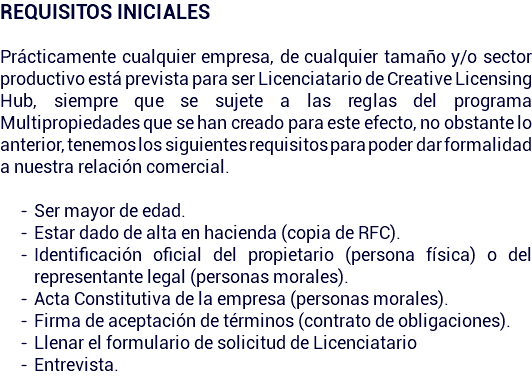 REQUISITOS INICIALES
Prácticamente cualquier empresa, de cualquier tamaño y/o sector
productivo está prevista para ser Licenciatario de Creative Licensing
Hub, siempre que se sujete a las reglas del programa
Multipropiedades que se han creado para este efecto, no obstante lo
anterior, tenemos los siguientes requisitos para poder dar formalidad
a nuestra relación comercial.
- Ser mayor de edad.
- Estar dado de alta en hacienda (copia de RFC).
- Identificación oficial del propietario (persona física) o del
representante legal (personas morales).
- Acta Constitutiva de la empresa (personas morales).
- Firma de aceptación de términos (contrato de obligaciones).
- Llenar el formulario de solicitud de Licenciatario
- Entrevista.